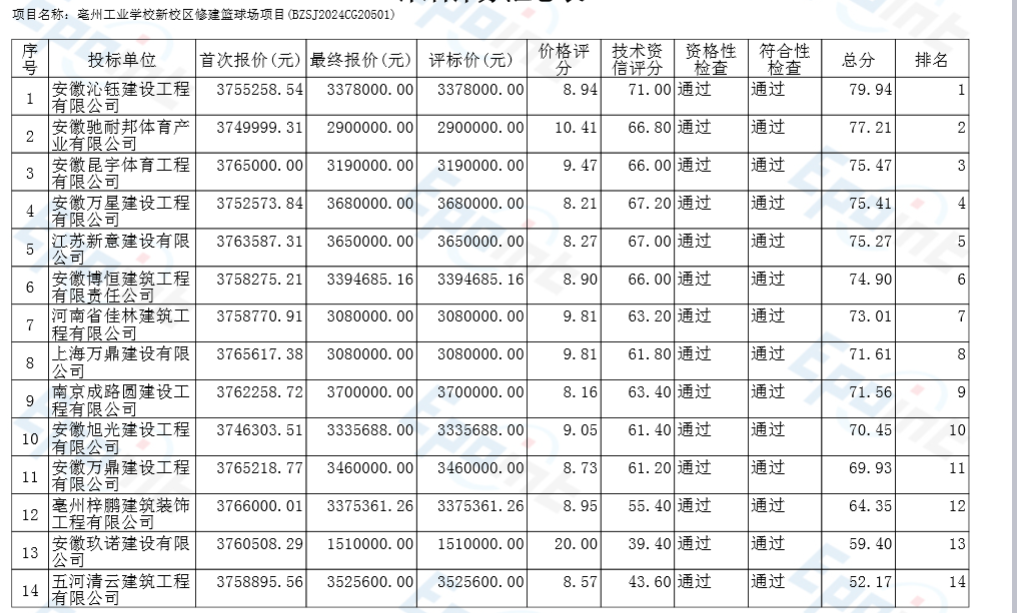 项目名称: 亳州工业学校新校区修建篮球场项目(BZSJ2024CG20501)
序号 投标单位 首次报价(元) 最终报价(元) 评标价(元) 价格评分 技术资信评分 资格性检查 符合性检查 总分 排名
1 安徽沁钰建设工程有限公司 3755258.54 3378000.00 3378000.00 8.94 71.00 通过 通过 79.94 1
2 安徽驰耐邦体育产业有限公司 3749999.31 2900000.00 2900000.00 10.41 66.80 通过 通过 77.21 2
3 安徽昆宇体育工程有限公司 3765000.00 3190000.00 3190000.00 9.47 66.00 通过 通过 75.47 3
4 安徽万星建设工程有限公司 3752573.84 3680000.00 3680000.00 8.21 67.20 通过 通过 75.41 4
5 江苏新意建设有限公司 3763587.31 3650000.00 3650000.00 8.27 67.00 通过 通过 75.27 5
6 安徽博恒建筑工程有限责任公司 3758275.21 3394685.16 3394685.16 8.90 66.00 通过 通过 74.90 6
7 河南省佳林建筑工程有限公司 3758770.91 3080000.00 3080000.00 9.81 63.20 通过 通过 73.01 7
8 上海万鼎建设有限公司 3765617.38 3080000.00 3080000.00 9.81 61.80 通过 通过 71.61 8
9 南京成路圆建设工程有限公司 3762258.72 3700000.00 3700000.00 8.16 63.40 通过 通过 71.56 9
10 安徽旭光建设工程有限公司 3746303.51 3335688.00 3335688.00 9.05 61.40 通过 通过 70.45 10
11 安徽万鼎建设工程有限公司 3765218.77 3460000.00 3460000.00 8.73 61.20 通过 通过 69.93 11
12 亳州梓鹏建筑装饰工程有限公司 3766000.01 3375361.26 3375361.26 8.95 55.40 通过 通过 64.35 12
13 安徽玖诺建设有限公司 3760508.29 1510000.00 1510000.00 20.00 39.40 通过 通过 59.40 13
14 五河清云建筑工程有限公司 3758895.56 3525600.00 3525600.00 8.57 43.60 通过 通过 52.17 14